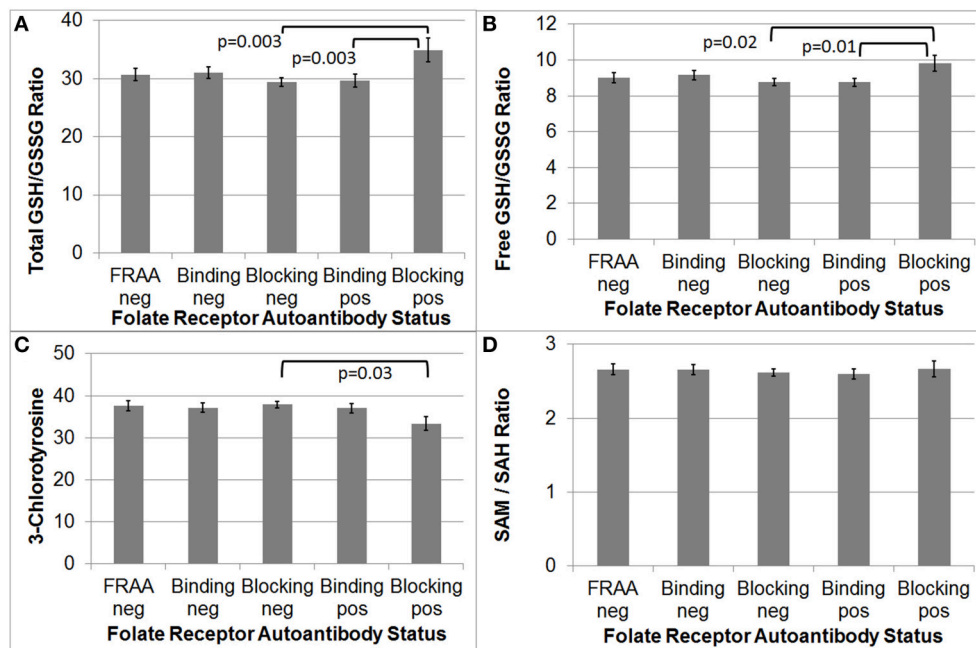 A
Total GSH/GSSG Ratio
40
30
20
10
0
p=0.003
p=0.003
FRAA Binding Blocking Binding Blocking
neg neg neg pos pos
Folate Receptor Autoantibody Status
B
Free GSH/GSSG Ratio
14
12
10
8
6
4
2
0
p=0.02
p=0.01
FRAA Binding Blocking Binding Blocking
neg neg neg pos pos
Folate Receptor Autoantibody Status
C
3-Chlorotyrosine
50
40
30
20
10
0
p=0.03
FRAA Binding Blocking Binding Blocking
neg neg neg pos pos
Folate Receptor Autoantibody Status
D
SAM / SAH Ratio
3
2
1
0
FRAA Binding Blocking Binding Blocking
neg neg neg pos pos
Folate Receptor Autoantibody Status